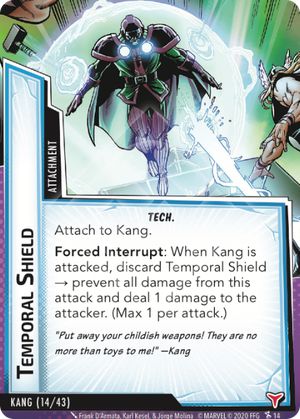 ATTACHMENT
TEMPORAL SHIELD
TECH.
Attach to Kang.
Forced Interrupt: When Kang is
attacked, discard Temporal Shield
→ prevent all damage from this
attack and deal 1 damage to the
attacker. (Max 1 per attack.)
"Put away your childish weapons! They are no
more than toys to me!" —Kang
KANG (14/43)
Frank D'Armata, Karl Kesel, & Jorge Molina © MARVEL © 2020 FFG 14